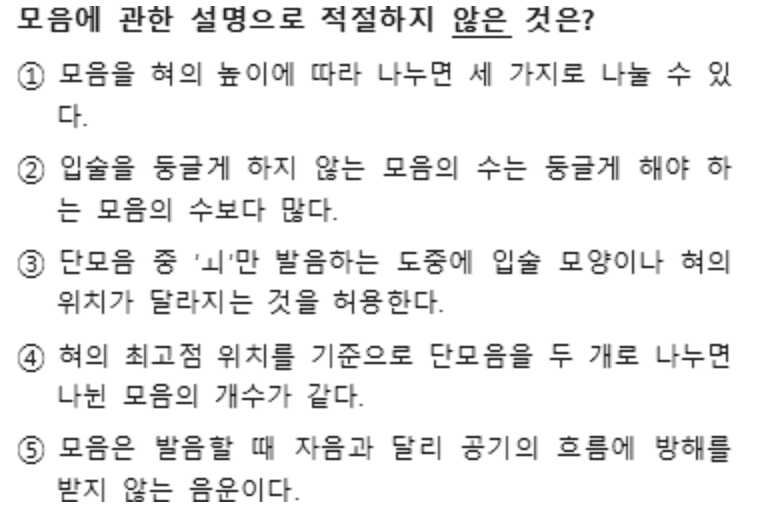 모음에 관한 설명으로 적절하지 않은 것은?
① 모음을 혀의 높이에 따라 나누면 세 가지로 나눌 수 있
다.
② 입술을 둥글게 하지 않는 모음의 수는 둥글게 해야 하
는 모음의 수보다 많다.
③ 단모음 중 'ㅚ'만 발음하는 도중에 입술 모양이나 혀의
위치가 달라지는 것을 허용한다.
④ 혀의 최고점 위치를 기준으로 단모음을 두 개로 나누면
나뉜 모음의 개수가 같다.
⑤ 모음은 발음할 때 자음과 달리 공기의 흐름에 방해를
받지 않는 음운이다.